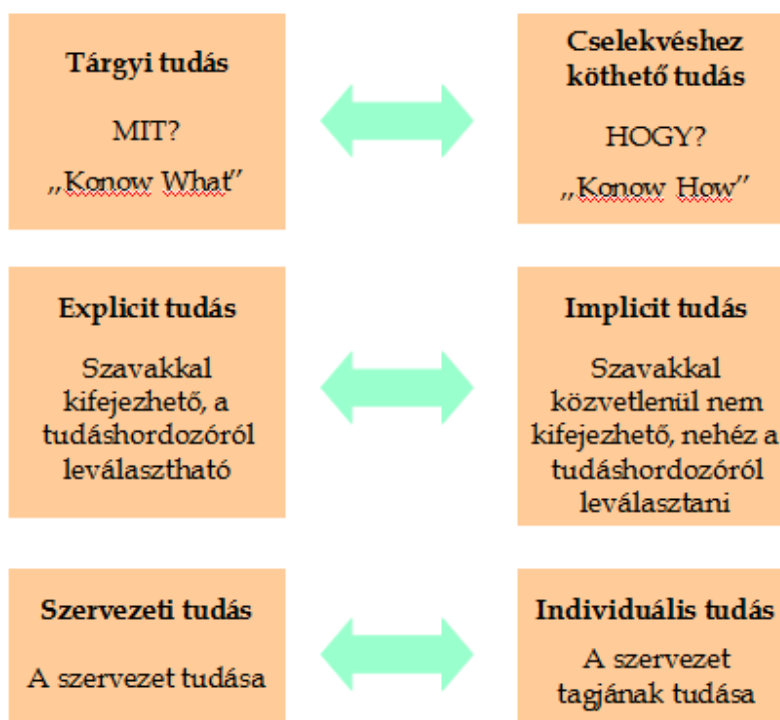 Tárgyi tudás
MIT?
„Konow What”
Cselekvéshez
köthető tudás
HOGY?
„Konow How”
Explicit tudás
Szavakkal
kifejezhető, a
tudáshordozóról
leválasztható
Implicit tudás
Szavakkal
közvetlenül nem
kifejezhető, nehéz a
tudáshordozóról
leválasztani
Szervezeti tudás
A szervezet tudása
Individuális tudás
A szervezet
tagjának tudása